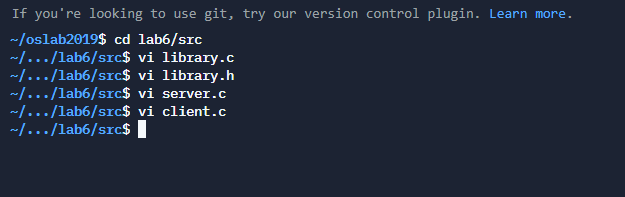 If you're looking to use git, try our version control plugin. Learn more.
~/oslab2019$ cd lab6/src
~/.../lab6/src$ vi library.c
~/.../lab6/src$ vi library.h
~/.../lab6/src$ vi server.c
~/.../lab6/src$ vi client.c
~/.../lab6/src$